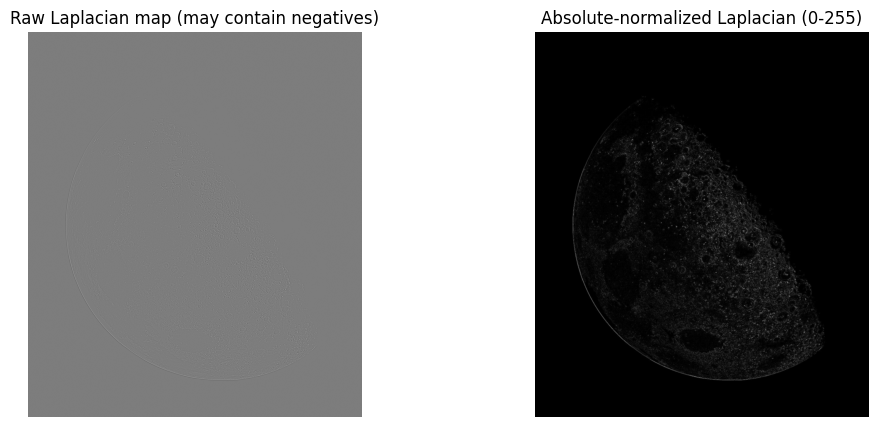 Raw Laplacian map (may contain negatives)
Absolute-normalized Laplacian (0-255)